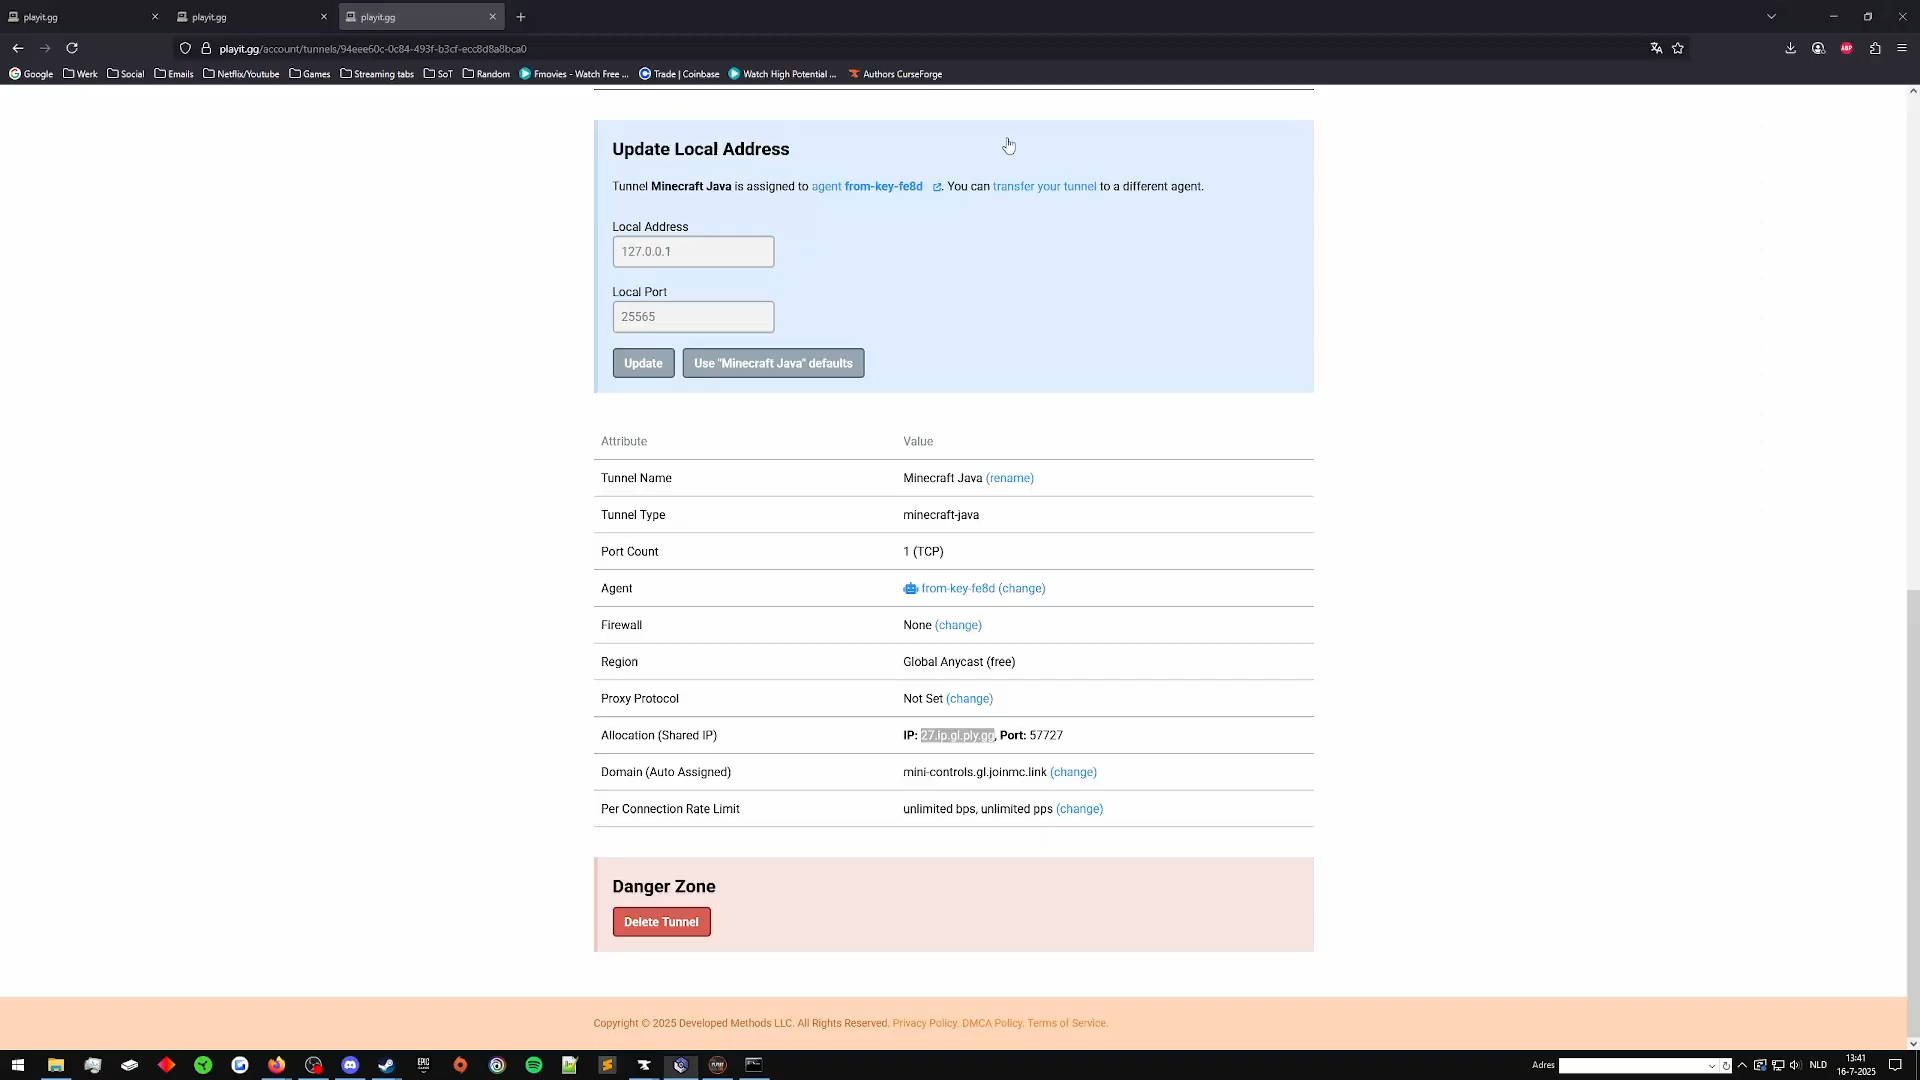 playit.gg
playit.gg
playit.gg
playit.gg/account/tunnels/94eee60c-0c84-493f-b3cf-ecc8d8a8bca0
ABP
Google Werk Social Emails Netflix/Youtube Games Streaming tabs SoT Random Fmovies - Watch Free ... Trade | Coinbase Watch High Potential ... Authors CurseForge
Update Local Address
Tunnel Minecraft Java is assigned to agent from-key-fe8d . You can transfer your tunnel to a different agent.
Local Address
127.0.0.1
Local Port
25565
Update Use "Minecraft Java" defaults
Attribute Value
Tunnel Name Minecraft Java (rename)
Tunnel Type minecraft-java
Port Count 1 (TCP)
Agent from-key-fe8d (change)
Firewall None (change)
Region Global Anycast (free)
Proxy Protocol Not Set (change)
Allocation (Shared IP) IP: 27.ip.gl.ply.gg, Port: 57727
Domain (Auto Assigned) mini-controls.gl.joinmc.link (change)
Per Connection Rate Limit unlimited bps, unlimited pps (change)
Danger Zone
Delete Tunnel
Copyright © 2025 Developed Methods LLC. All Rights Reserved. Privacy Policy. DMCA Policy. Terms of Service.
EPIC
Adres
NLD
13:41
16-7-2025